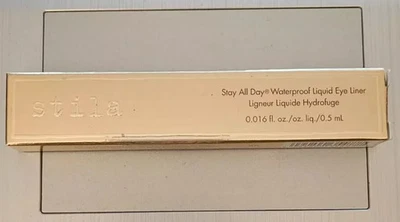 stila
Stay All Day® Waterproof Liquid Eye Liner
Ligneur Liquide Hydrofuge
0.016 fl. oz./oz. liq./0.5 mL